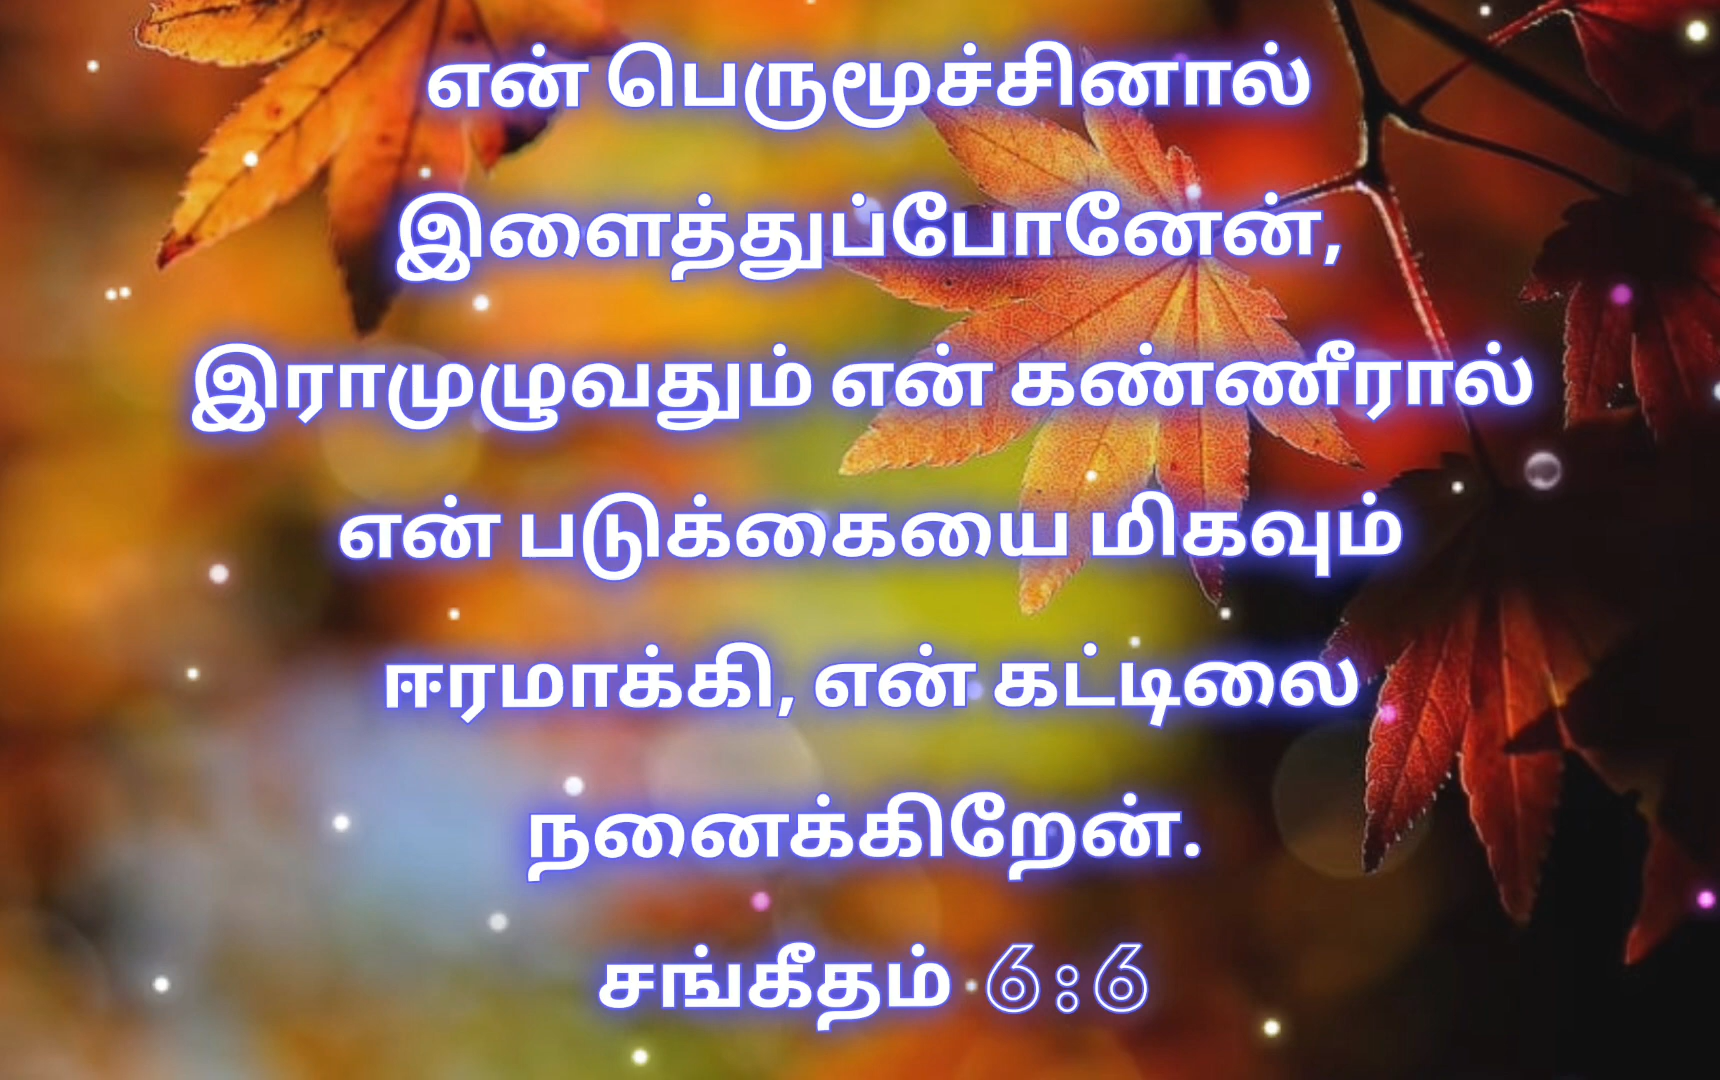 என் பெருமூச்சினால்
இளைத்துப்போனேன்,
இராமுழுவதும் என் கண்ணீரால்
என் படுக்கையை மிகவும்
ஈரமாக்கி, என் கட்டிலை
நனைக்கிறேன்.
சங்கீதம் 6:6